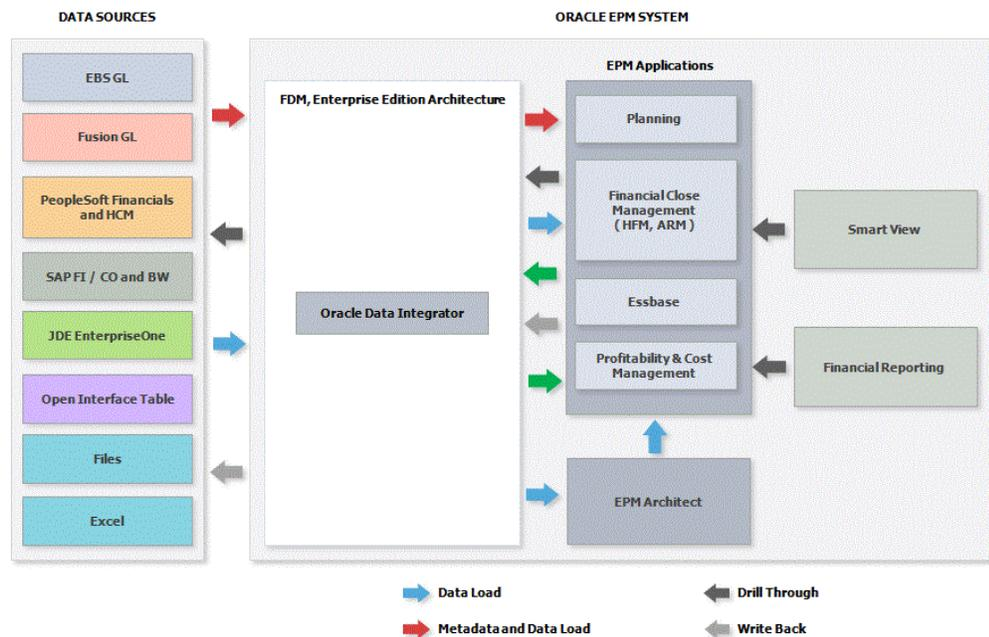 DATA SOURCES
ORACLE EPM SYSTEM
EBS GL
Fusion GL
PeopleSoft Financials
and HCM
SAP FI / CO and BW
JDE EnterpriseOne
Open Interface Table
Files
Excel
FDM, Enterprise Edition Architecture
Oracle Data Integrator
EPM Applications
Planning
Financial Close
Management
( HFM, ARM )
Essbase
Profitability & Cost
Management
EPM Architect
Smart View
Financial Reporting
Data Load
Drill Through
Metadata and Data Load
Write Back